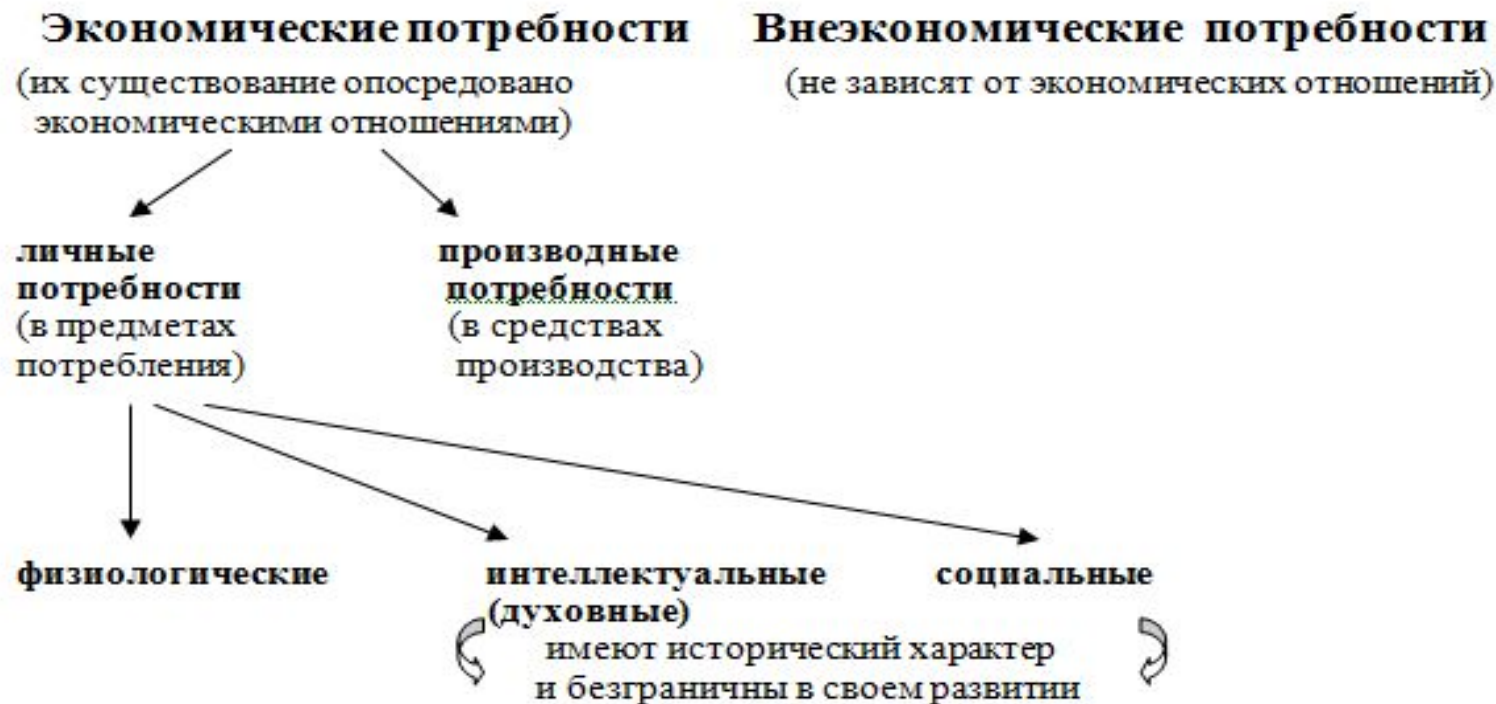 Экономические потребности
Внеэкономические потребности
(их существование опосредовано
экономическими отношениями)
(не зависят от экономических отношений)
личные
потребности
(в предметах
потребления)
производные
потребности
(в средствах
производства)
физиологические
интеллектуальные
(духовные)
социальные
имеют исторический характер
и безграничны в своем развитии